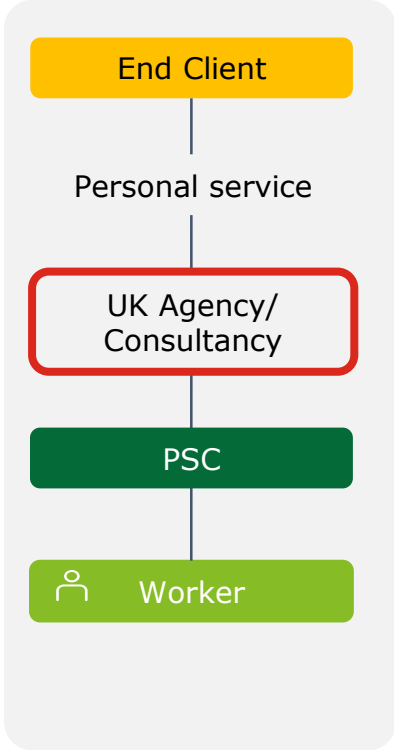 End Client
Personal service
UK Agency/
Consultancy
PSC
Worker